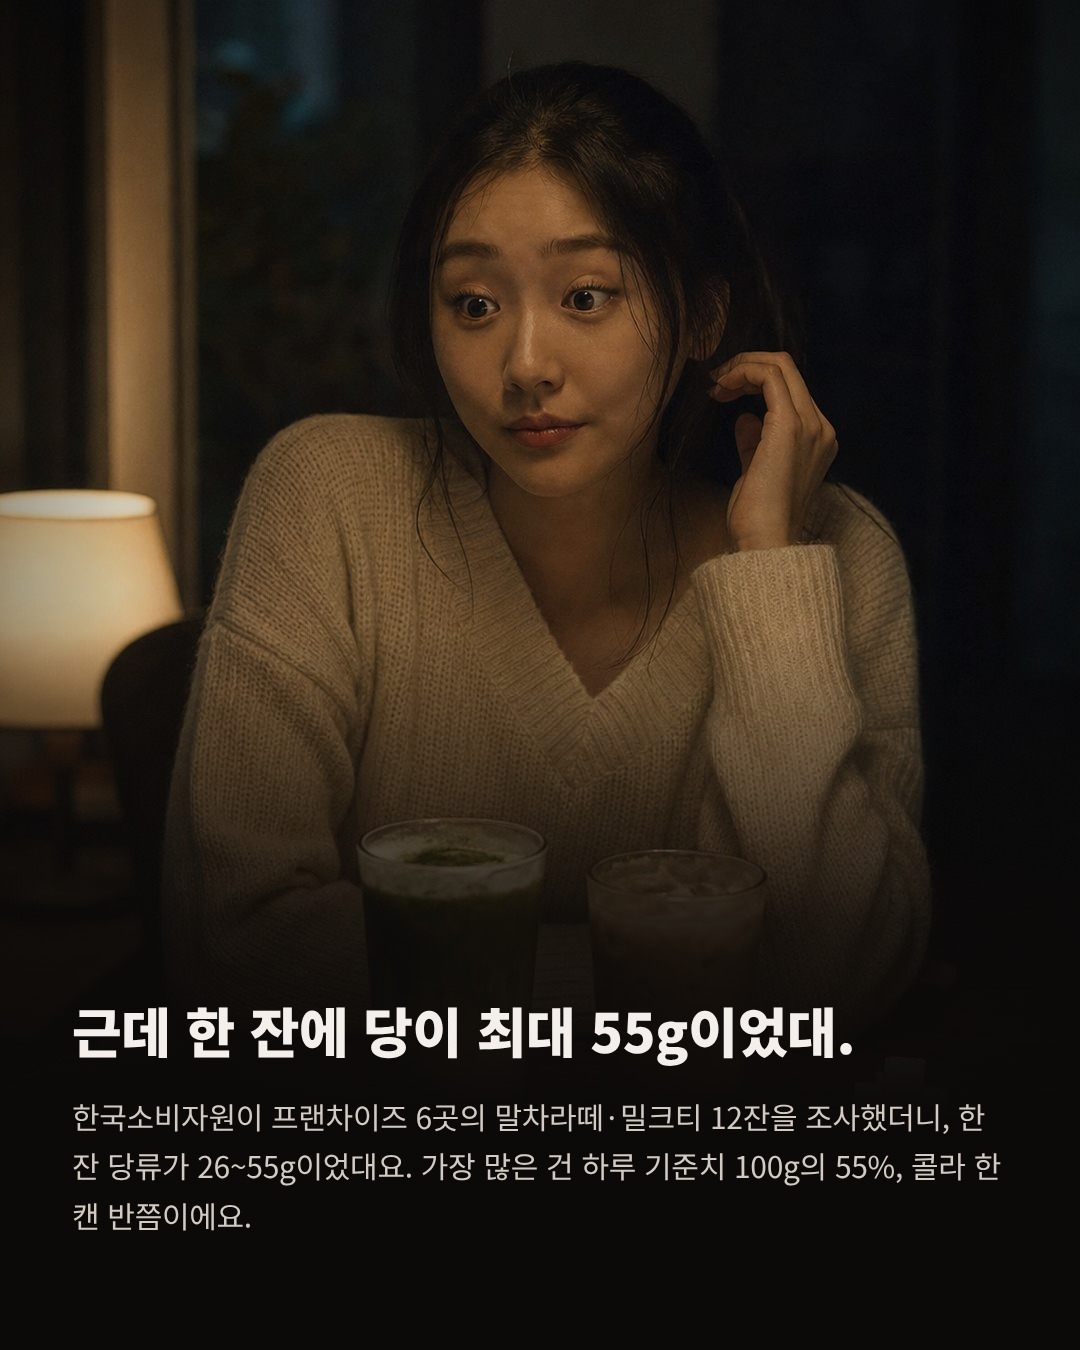 근데 한 잔에 당이 최대 55g이었대.
한국소비자원이 프랜차이즈 6곳의 말차라떼·밀크티 12잔을 조사했더니, 한
잔 당류가 26~55g이었대요. 가장 많은 건 하루 기준치 100g의 55%, 콜라 한
캔 반쯤이에요.